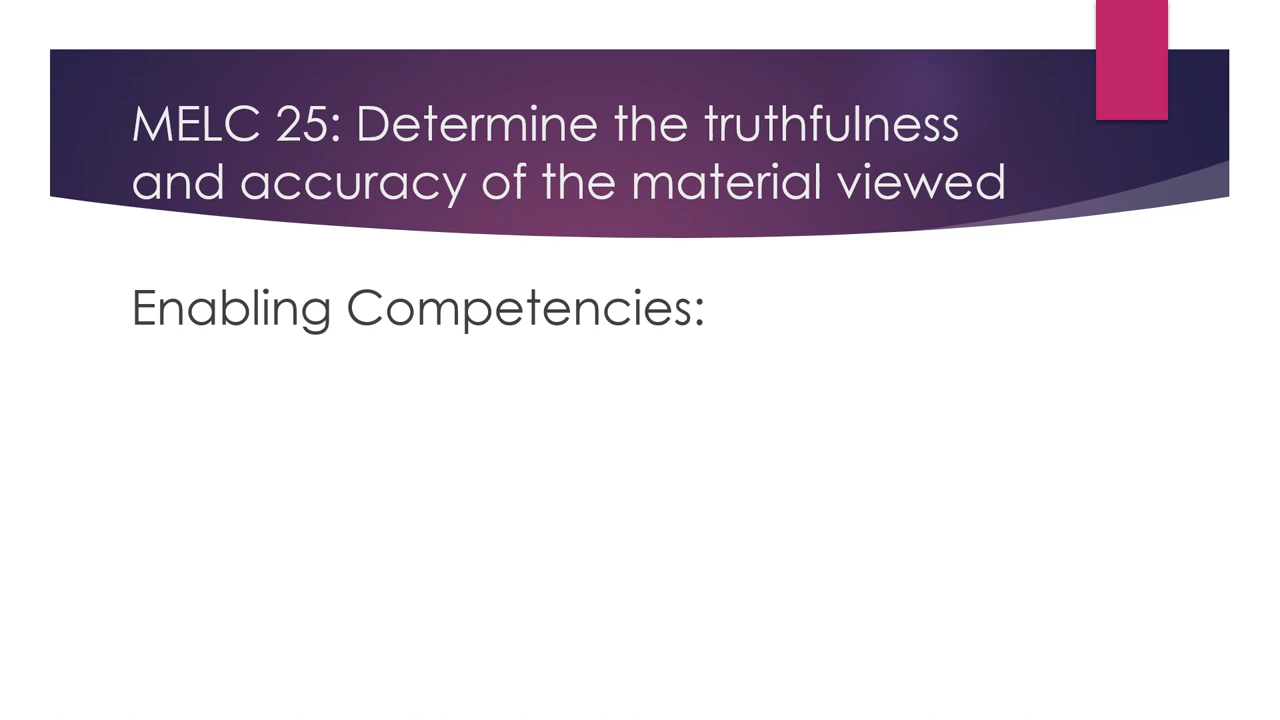 MELC 25: Determine the truthfulness
and accuracy of the material viewed
Enabling Competencies: